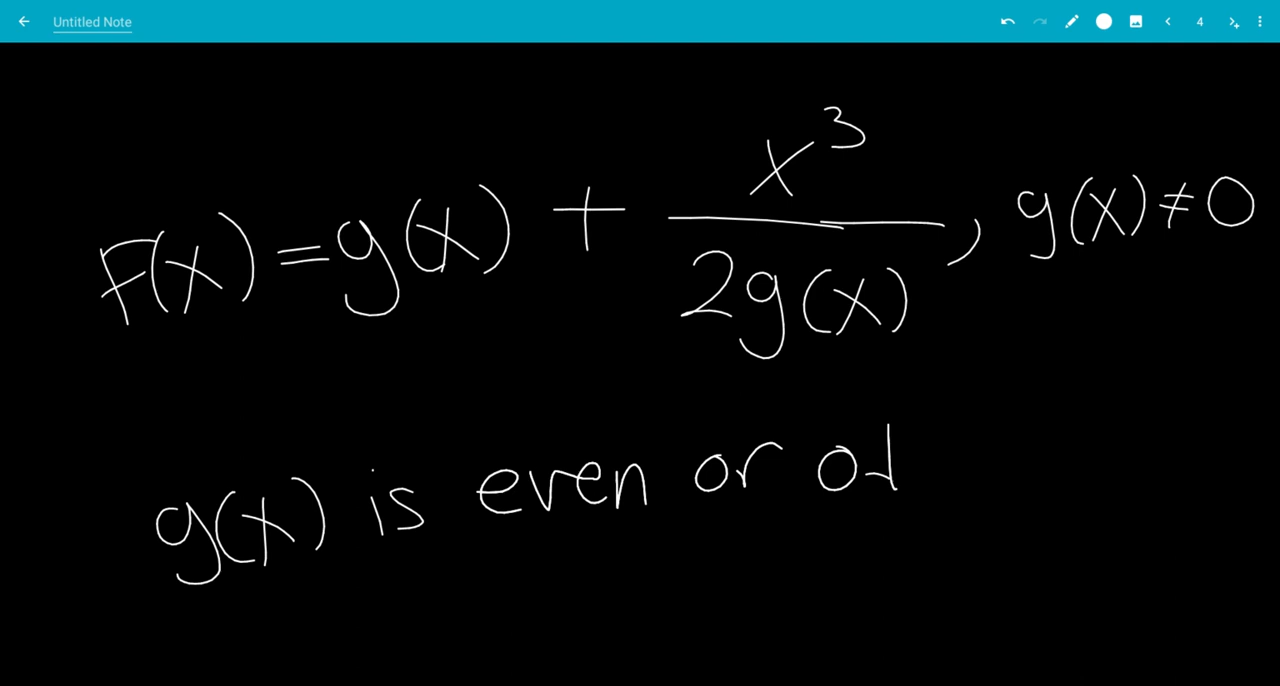 Untitled Note
4
F(x) = g(x) + x³/2g(x), g(x) ≠ 0
g(x) is even or od